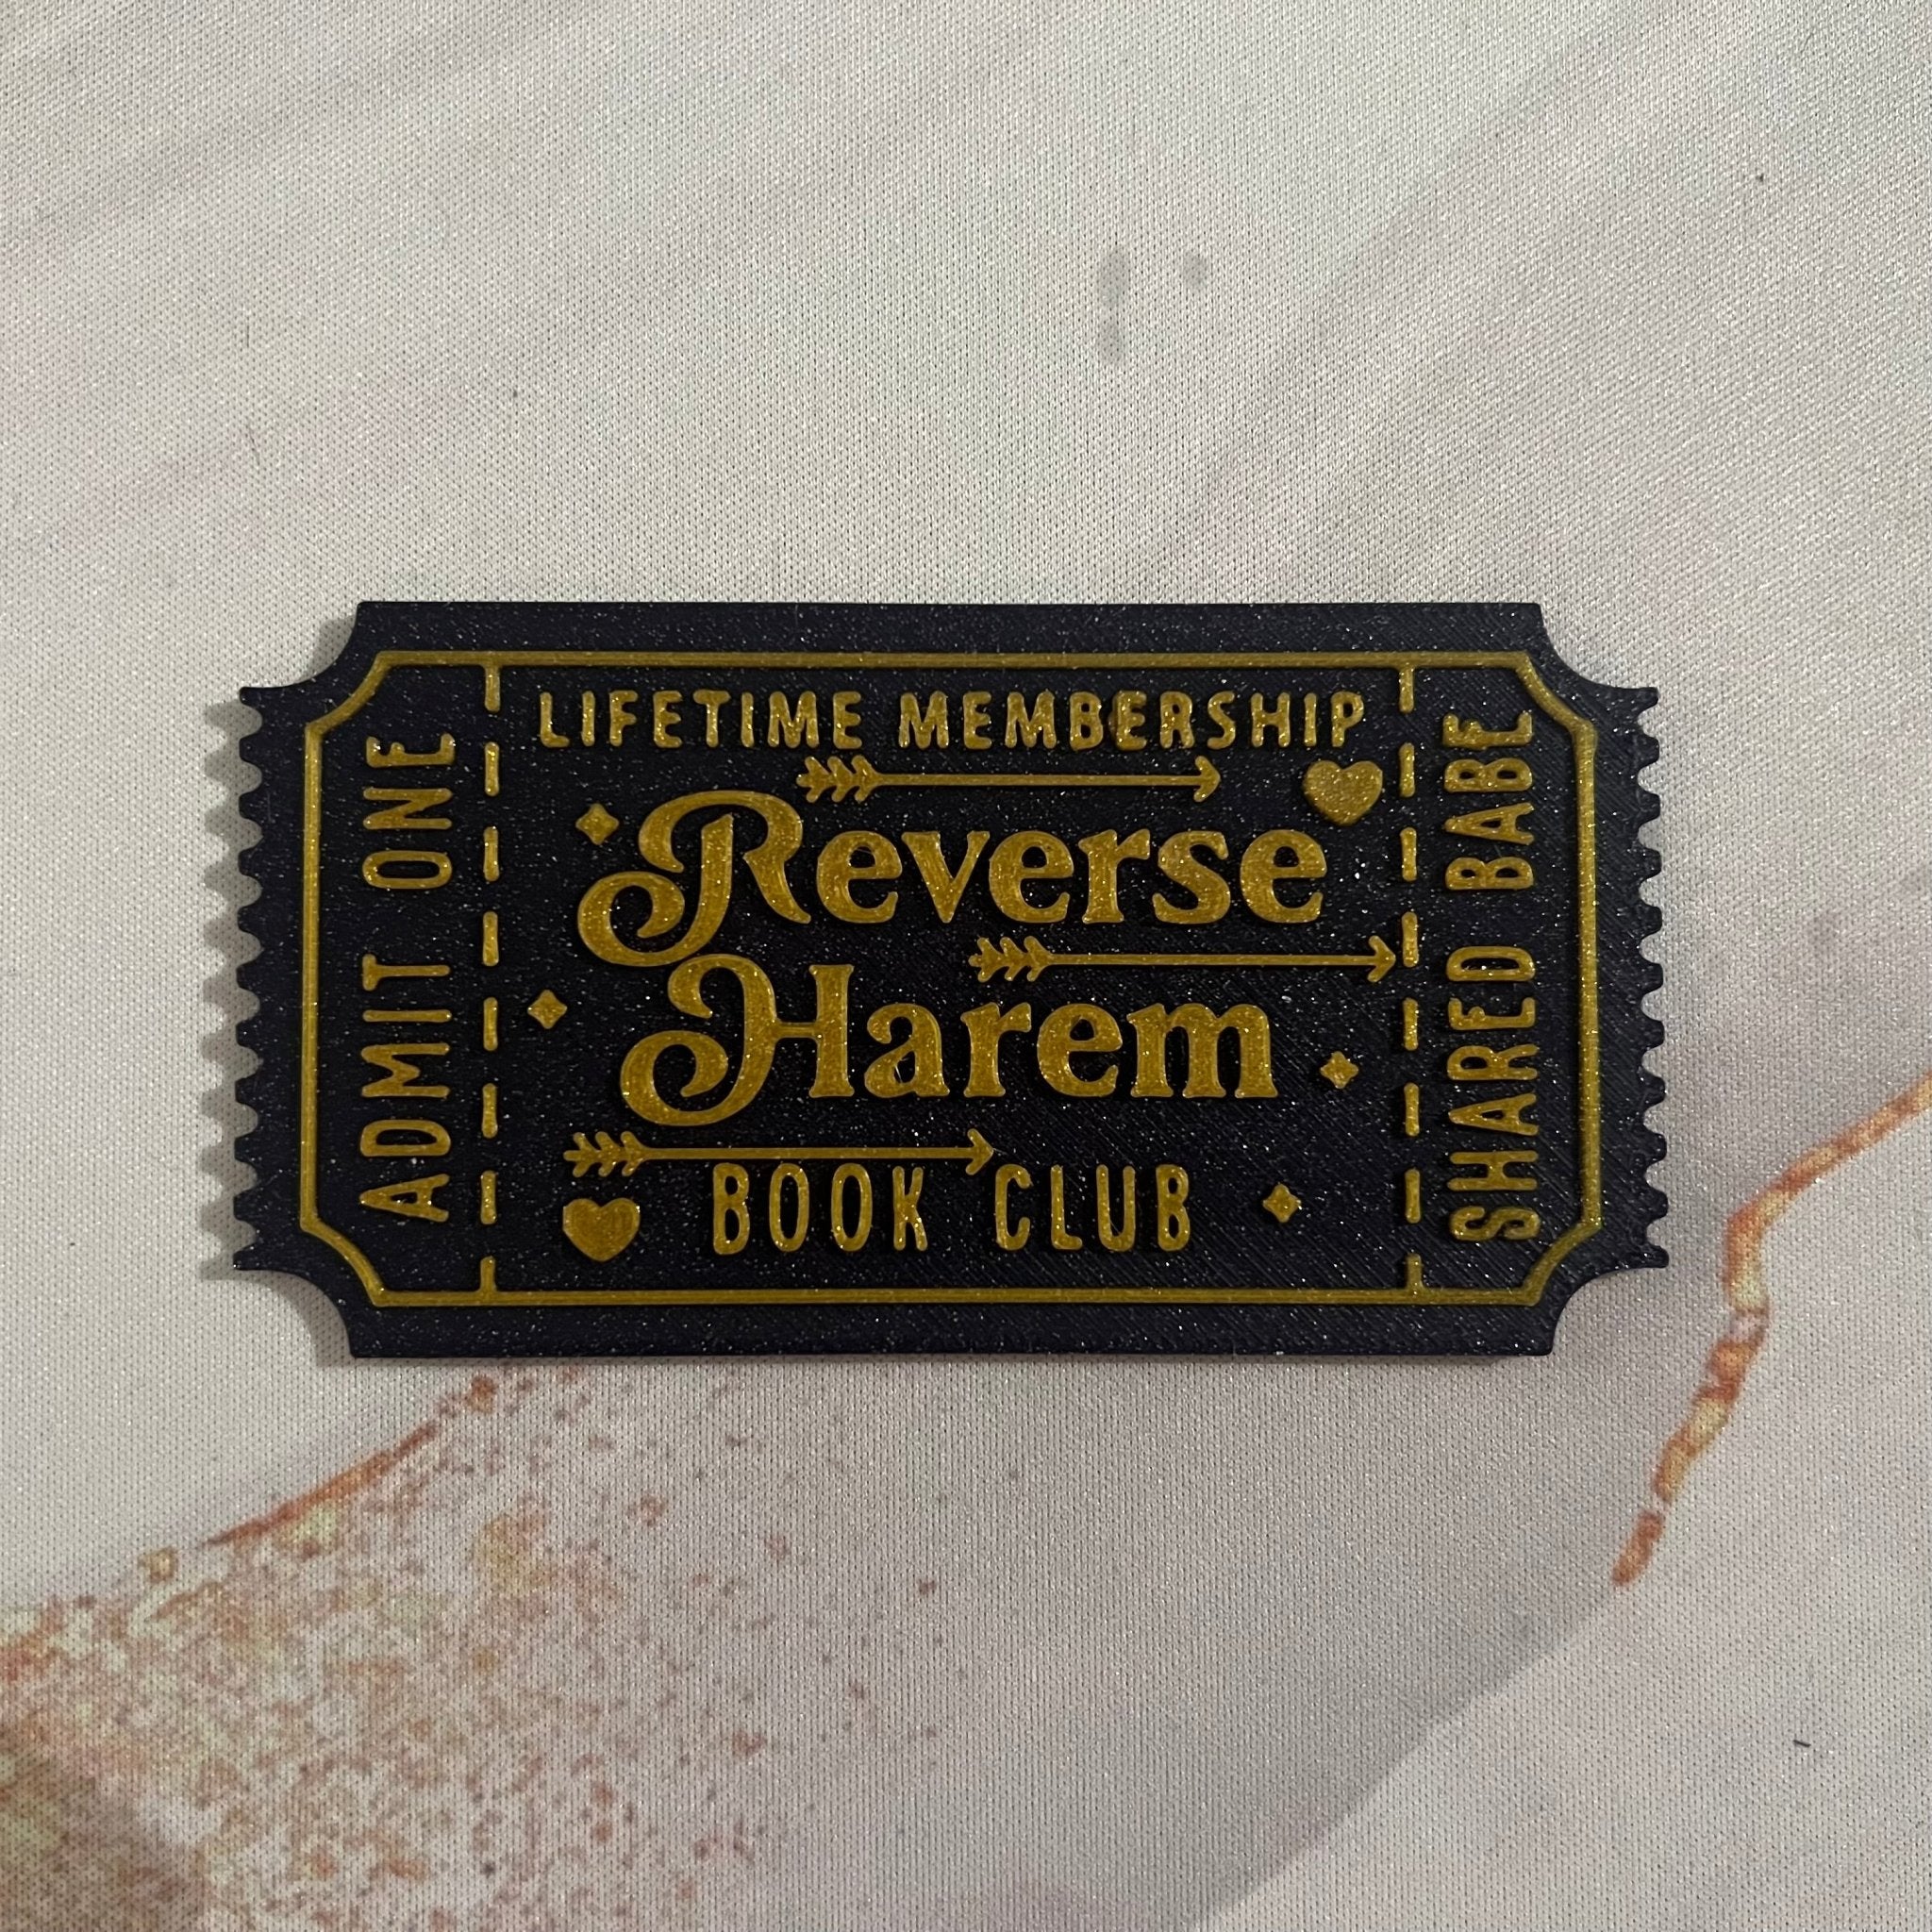 ADMIT ONE
LIFETIME MEMBERSHIP
Reverse
Harem
BOOK CLUB
SHARED BABE